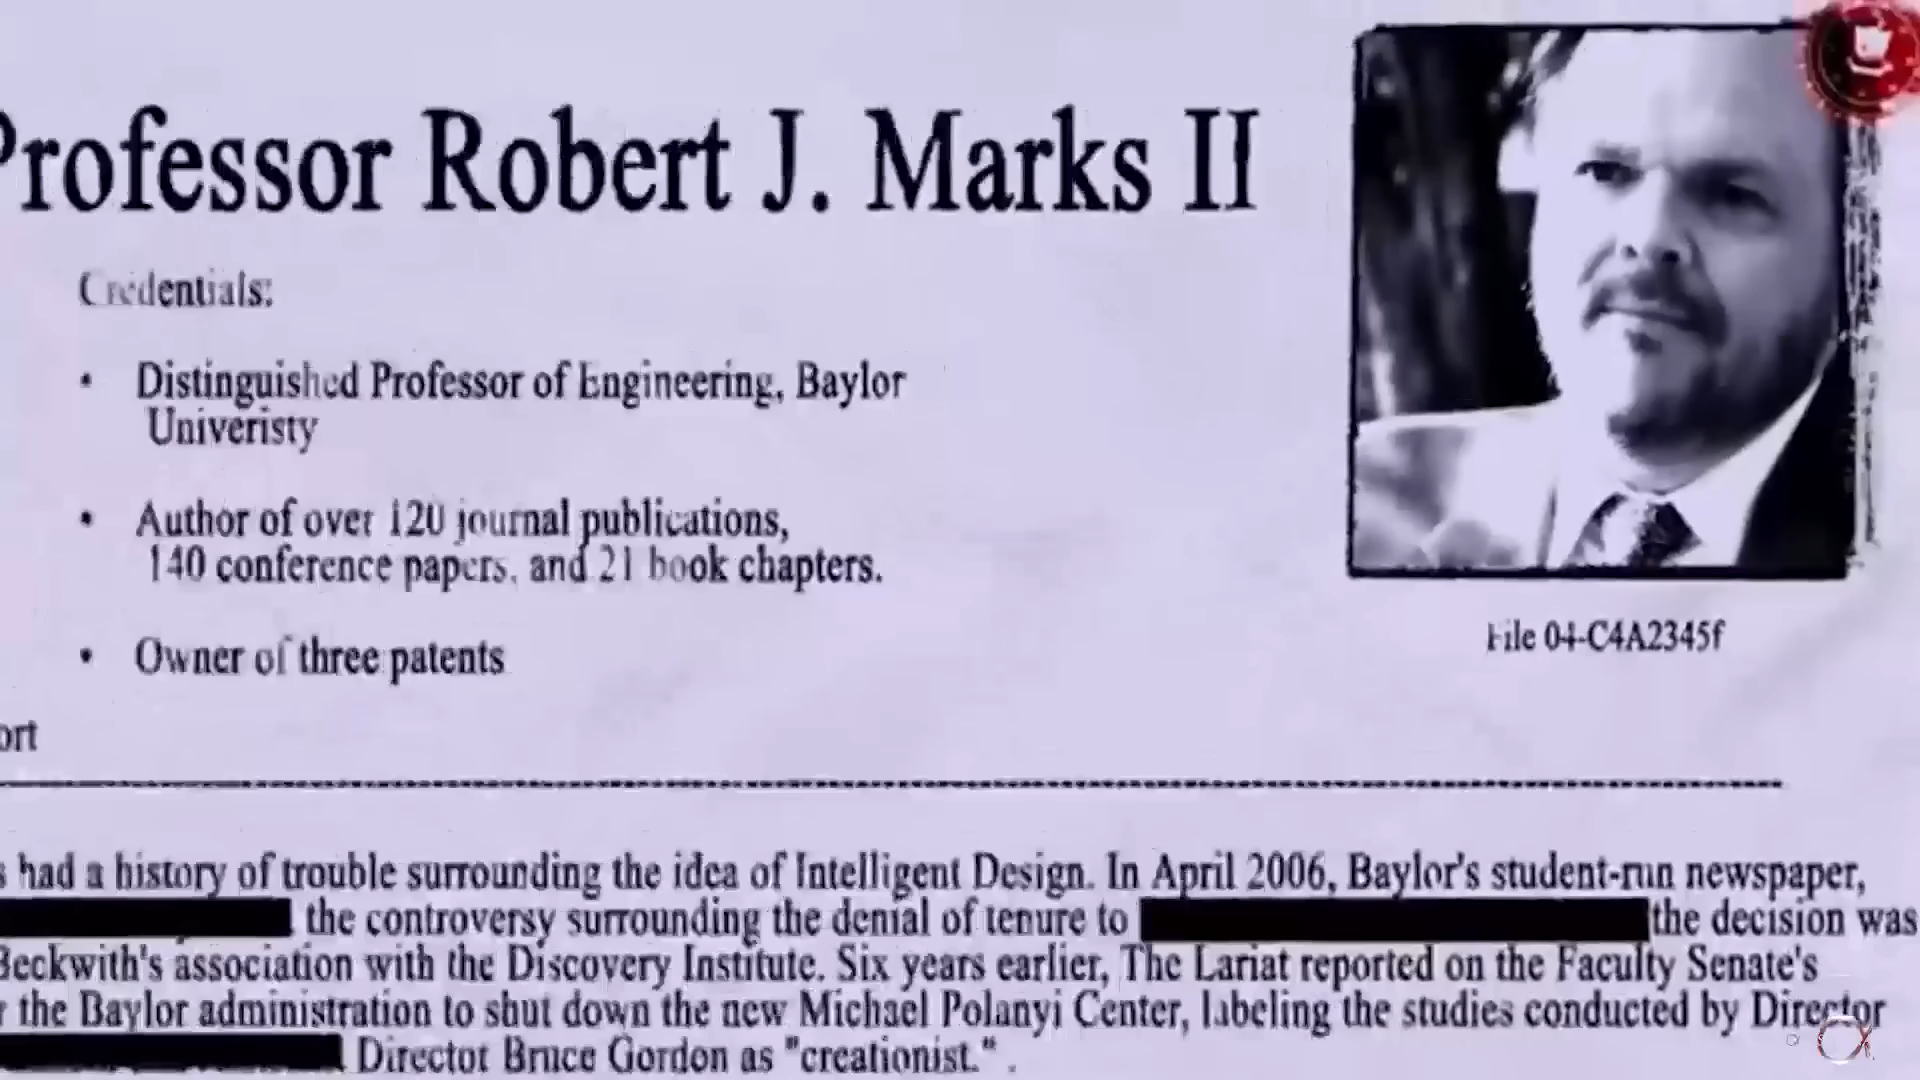 Professor Robert J. Marks II
Credentials:
• Distinguished Professor of Engineering, Baylor
Univeristy
• Author of over 120 journal publications,
140 conference papers, and 21 book chapters.
• Owner of three patents
File 04-C4A2345f
ort
s had a history of trouble surrounding the idea of Intelligent Design. In April 2006, Baylor's student-run newspaper,
the controversy surrounding the denial of tenure to the decision was
Beckwith's association with the Discovery Institute. Six years earlier, The Lariat reported on the Faculty Senate's
r the Baylor administration to shut down the new Michael Polanyi Center, labeling the studies conducted by Director
Director Bruce Gordon as "creationist." .